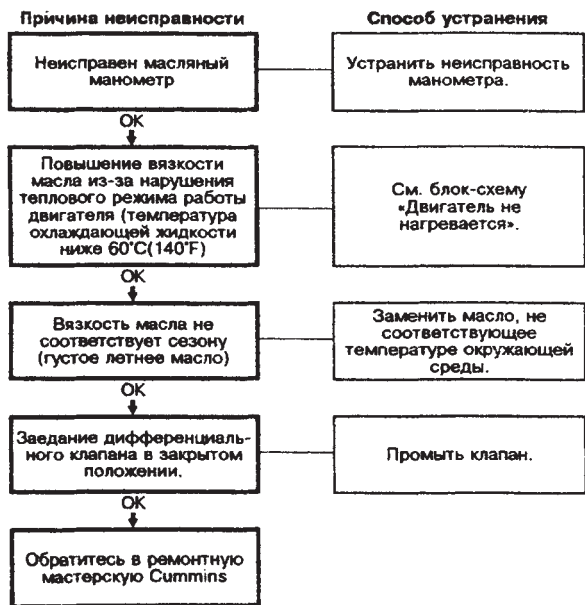 Причина неисправности
Способ устранения
Неисправен масляный
манометр
Устранить неисправность
манометра.
OK
Повышение вязкости
масла из-за нарушения
теплового режима работы
двигателя (температура
охлаждающей жидкости
ниже 60°C(140°F)
См. блок-схему
«Двигатель не
нагревается».
OK
Вязкость масла не
соответствует сезону
(густое летнее масло)
Заменить масло, не
соответствующее
температуре окружающей
среды.
OK
Заедание дифференциаль-
ного клапана в закрытом
положении.
Промыть клапан.
OK
Обратитесь в ремонтную
мастерскую Cummins